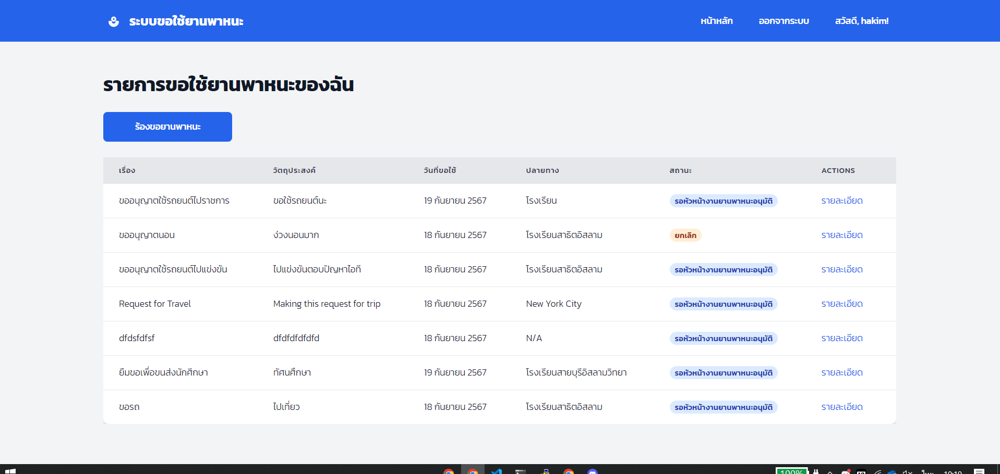 ระบบขอใช้ยานพาหนะ
หน้าหลัก ออกจากระบบ สวัสดี, hakim!
รายการขอใช้ยานพาหนะของฉัน
ร้องขอยานพาหนะ
เรื่อง วัตถุประสงค์ วันที่ขอใช้ ปลายทาง สถานะ ACTIONS
ขออนุญาตใช้รถยนต์ไปราชการ ขอใช้รถยนต์นะ 19 กันยายน 2567 โรงเรียน รอหัวหน้างานยานพาหนะอนุมัติ รายละเอียด
ขออนุญาตนอน ง่วงนอนมาก 18 กันยายน 2567 โรงเรียนสาธิตอิสลาม ยกเลิก รายละเอียด
ขออนุญาตใช้รถยนต์ไปแข่งขัน ไปแข่งขันตอบปัญหาไอที 18 กันยายน 2567 โรงเรียนสาธิตอิสลาม รอหัวหน้างานยานพาหนะอนุมัติ รายละเอียด
Request for Travel Making this request for trip 18 กันยายน 2567 New York City รอหัวหน้างานยานพาหนะอนุมัติ รายละเอียด
dfdsfdfsf dfdfdfdfdfd 18 กันยายน 2567 N/A รอหัวหน้างานยานพาหนะอนุมัติ รายละเอียด
ยืมขอเพื่อขนส่งนักศึกษา ทัศนศึกษา 19 กันยายน 2567 โรงเรียนสายบุรีอิสลามวิทยา รอหัวหน้างานยานพาหนะอนุมัติ รายละเอียด
ขอรถ ไปเที่ยว 18 กันยายน 2567 โรงเรียนสาธิตอิสลาม รอหัวหน้างานยานพาหนะอนุมัติ รายละเอียด
100% ไทย 10:19